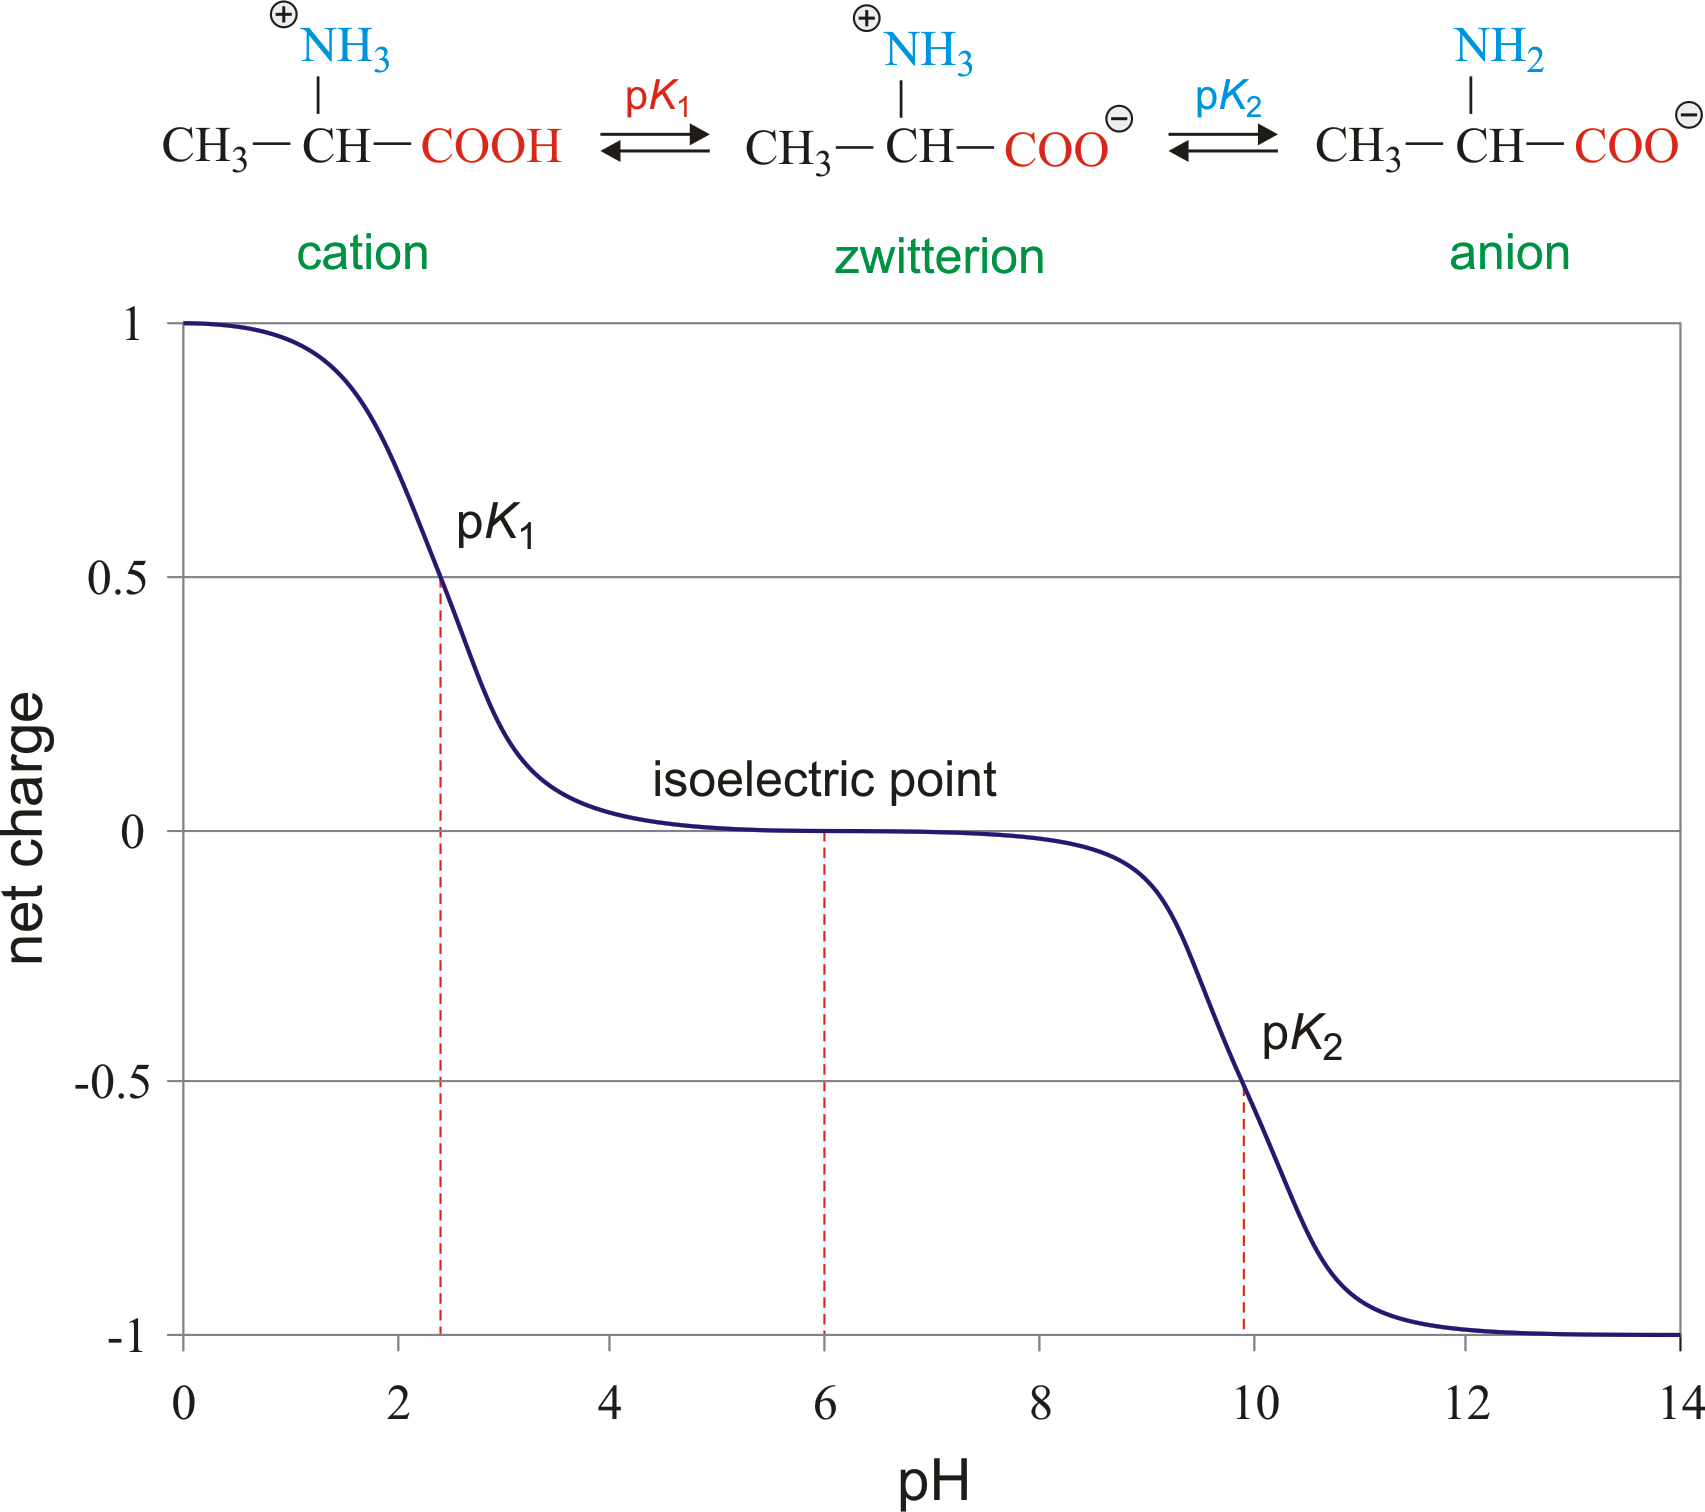 ⊕NH₃ ⊕NH₃ NH₂
pK₁ pK₂
CH₃—CH—COOH ⇌ CH₃—CH—COO⊖ ⇌ CH₃—CH—COO⊖
cation zwitterion anion
1
pK₁
0.5
net charge
isoelectric point
0
pK₂
-0.5
-1
0 2 4 6 8 10 12 14
pH